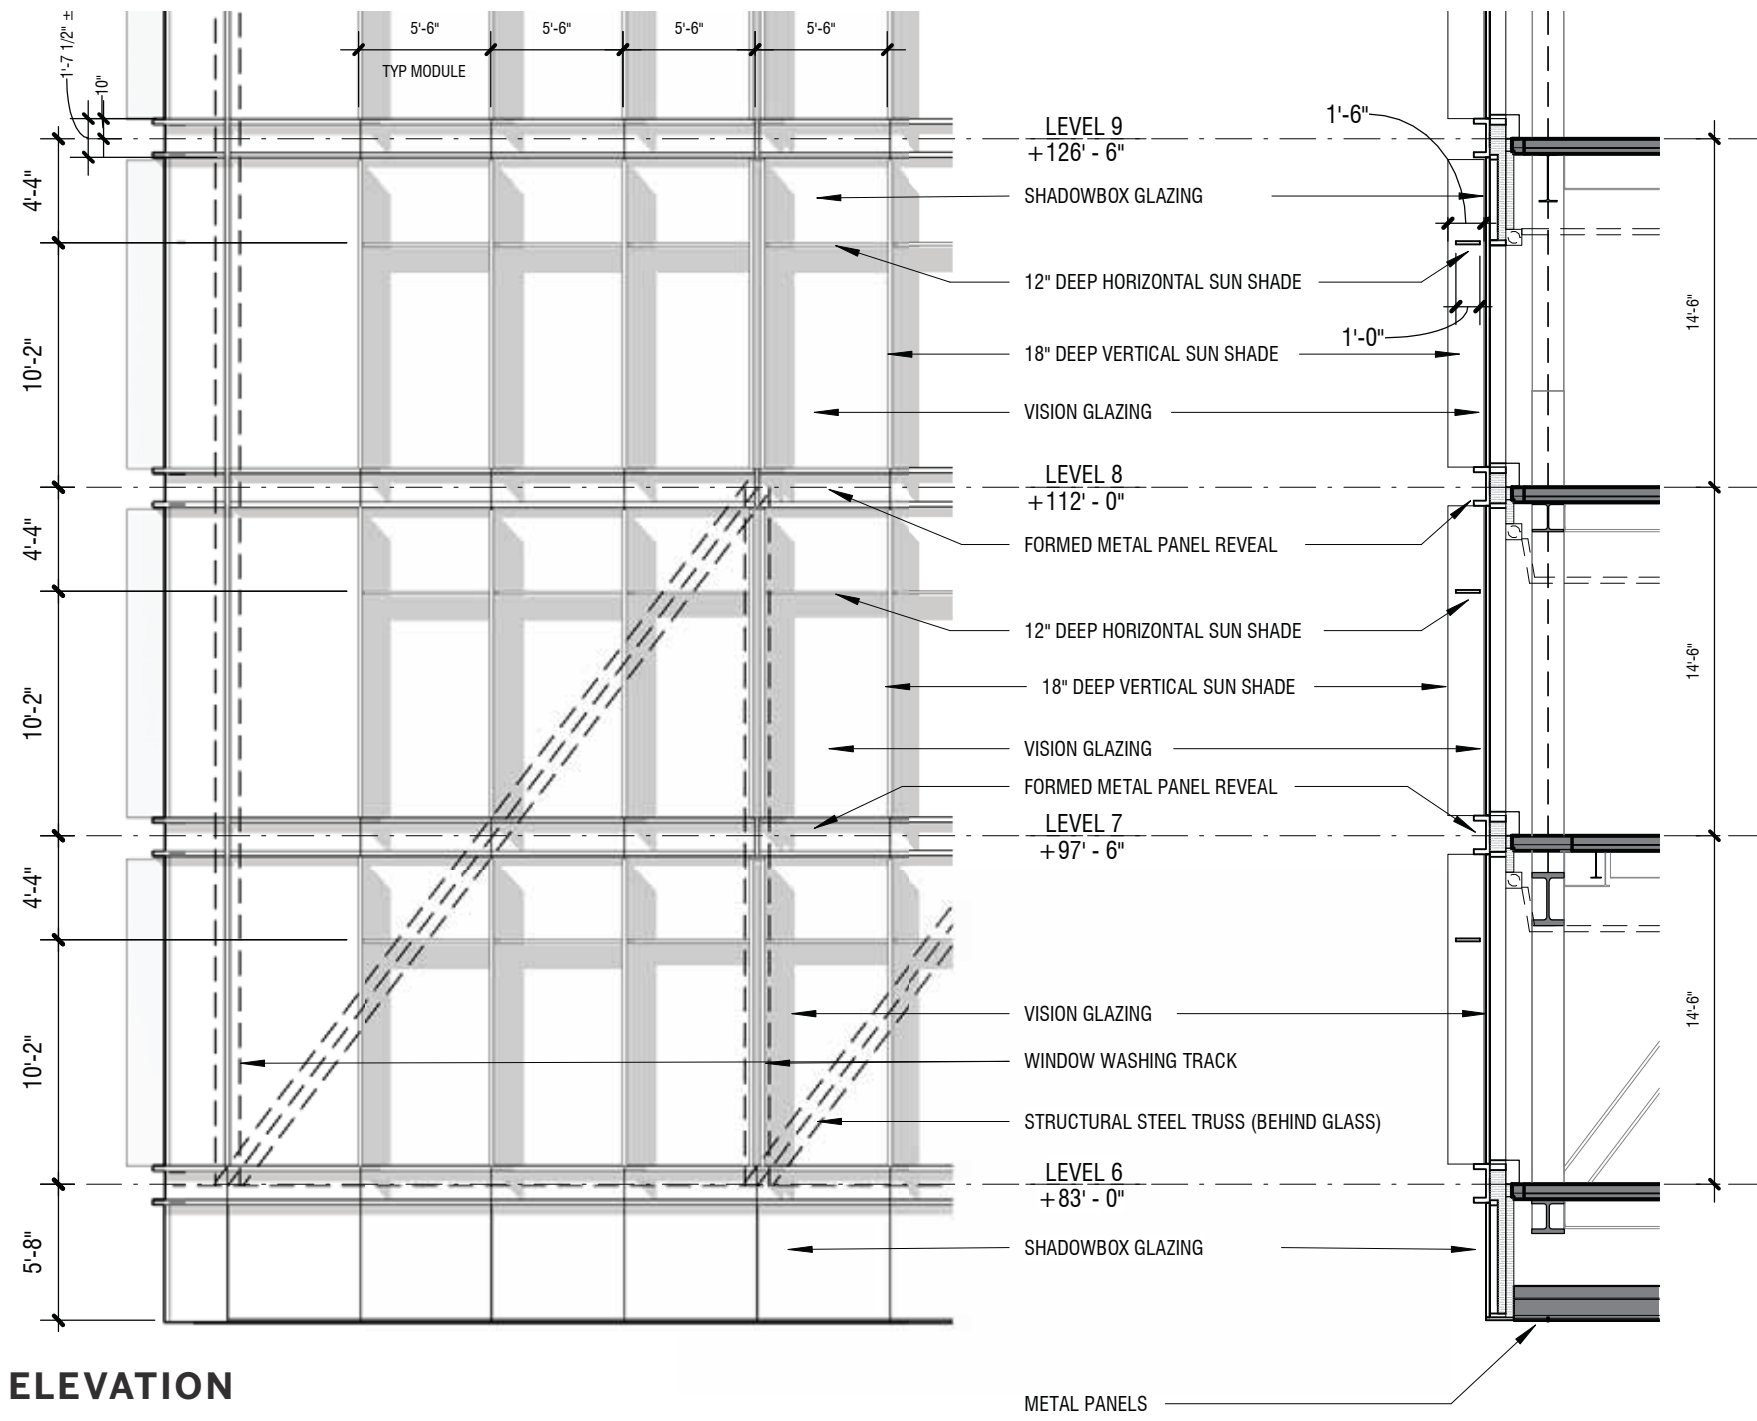 5'-6"
5'-6"
5'-6"
5'-6"
TYP MODULE
1'-7 1/2" ±
10"
4'-4"
10'-2"
4'-4"
10'-2"
4'-4"
10'-2"
5'-8"
LEVEL 9
+126' - 6"
SHADOWBOX GLAZING
12" DEEP HORIZONTAL SUN SHADE
18" DEEP VERTICAL SUN SHADE
VISION GLAZING
LEVEL 8
+112' - 0"
FORMED METAL PANEL REVEAL
12" DEEP HORIZONTAL SUN SHADE
18" DEEP VERTICAL SUN SHADE
VISION GLAZING
FORMED METAL PANEL REVEAL
LEVEL 7
+97' - 6"
VISION GLAZING
WINDOW WASHING TRACK
STRUCTURAL STEEL TRUSS (BEHIND GLASS)
LEVEL 6
+83' - 0"
SHADOWBOX GLAZING
METAL PANELS
1'-6"
1'-0"
14'-6"
14'-6"
14'-6"
ELEVATION